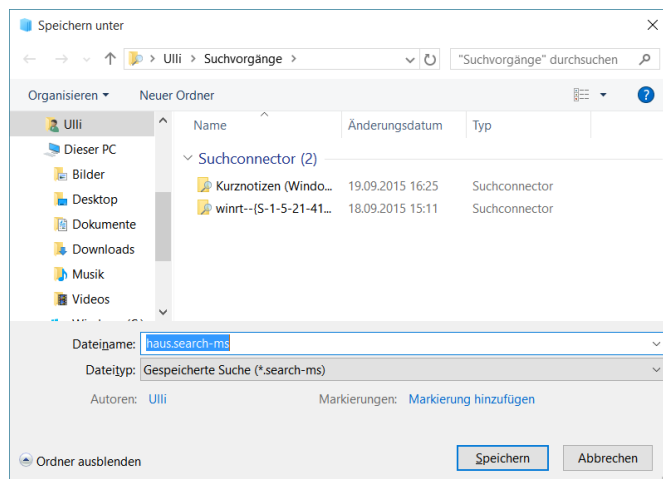 Speichern unter
Ulli > Suchvorgänge >
"Suchvorgänge" durchsuchen
Organisieren Neuer Ordner
Ulli
Dieser PC
Bilder
Desktop
Dokumente
Downloads
Musik
Videos
Name Änderungsdatum Typ
Suchconnector (2)
Kurznotizen (Windo... 19.09.2015 16:25 Suchconnector
winrt--{S-1-5-21-41... 18.09.2015 15:11 Suchconnector
Dateiname: haus.search-ms
Dateityp: Gespeicherte Suche (*.search-ms)
Autoren: Ulli Markierungen: Markierung hinzufügen
Ordner ausblenden Speichern Abbrechen